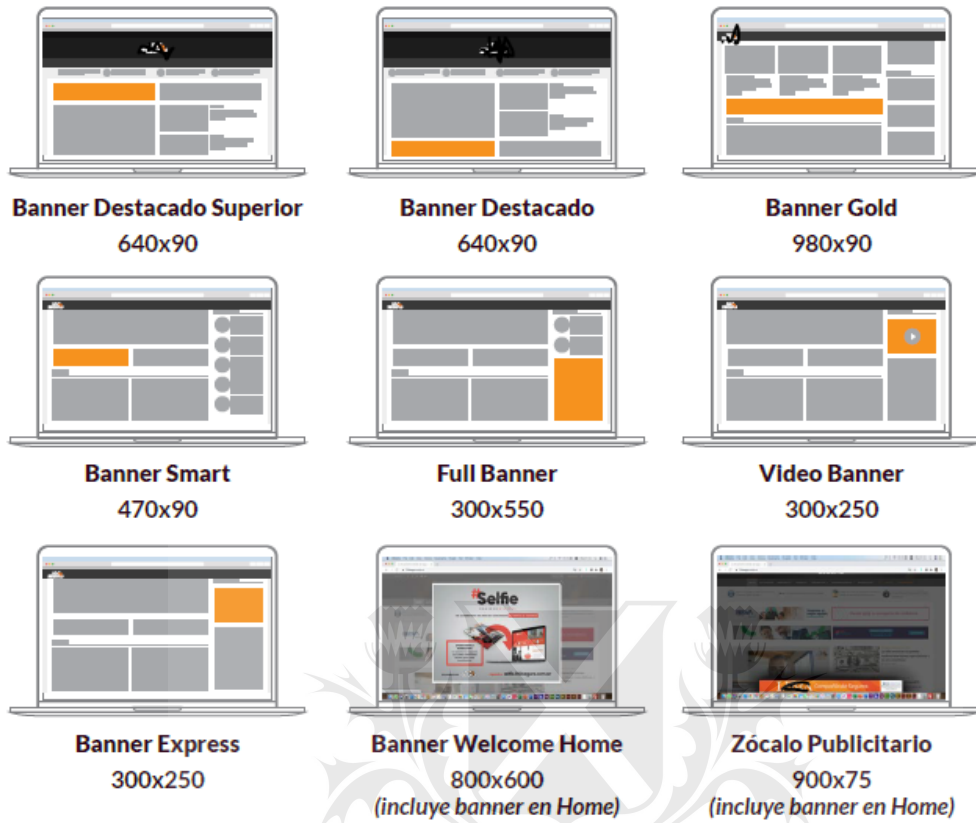 Banner Destacado Superior
640x90
Banner Destacado
640x90
Banner Gold
980x90
Banner Smart
470x90
Full Banner
300x550
Video Banner
300x250
#Selfie
Banner Express
300x250
Banner Welcome Home
800x600
(incluye banner en Home)
Zócalo Publicitario
900x75
(incluye banner en Home)